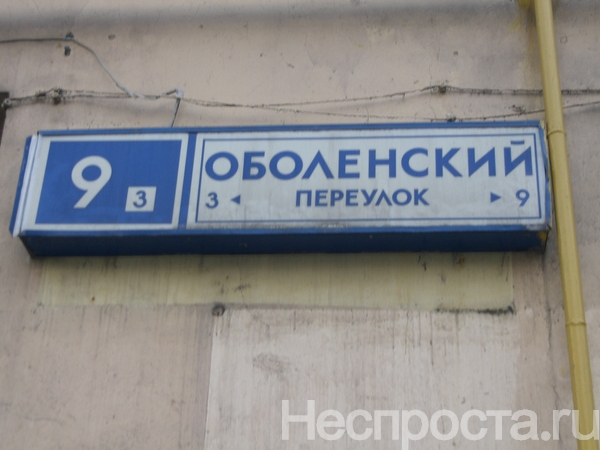 9 3
ОБОЛЕНСКИЙ
ПЕРЕУЛОК
3 ◄ ► 9
Неспроста.ru